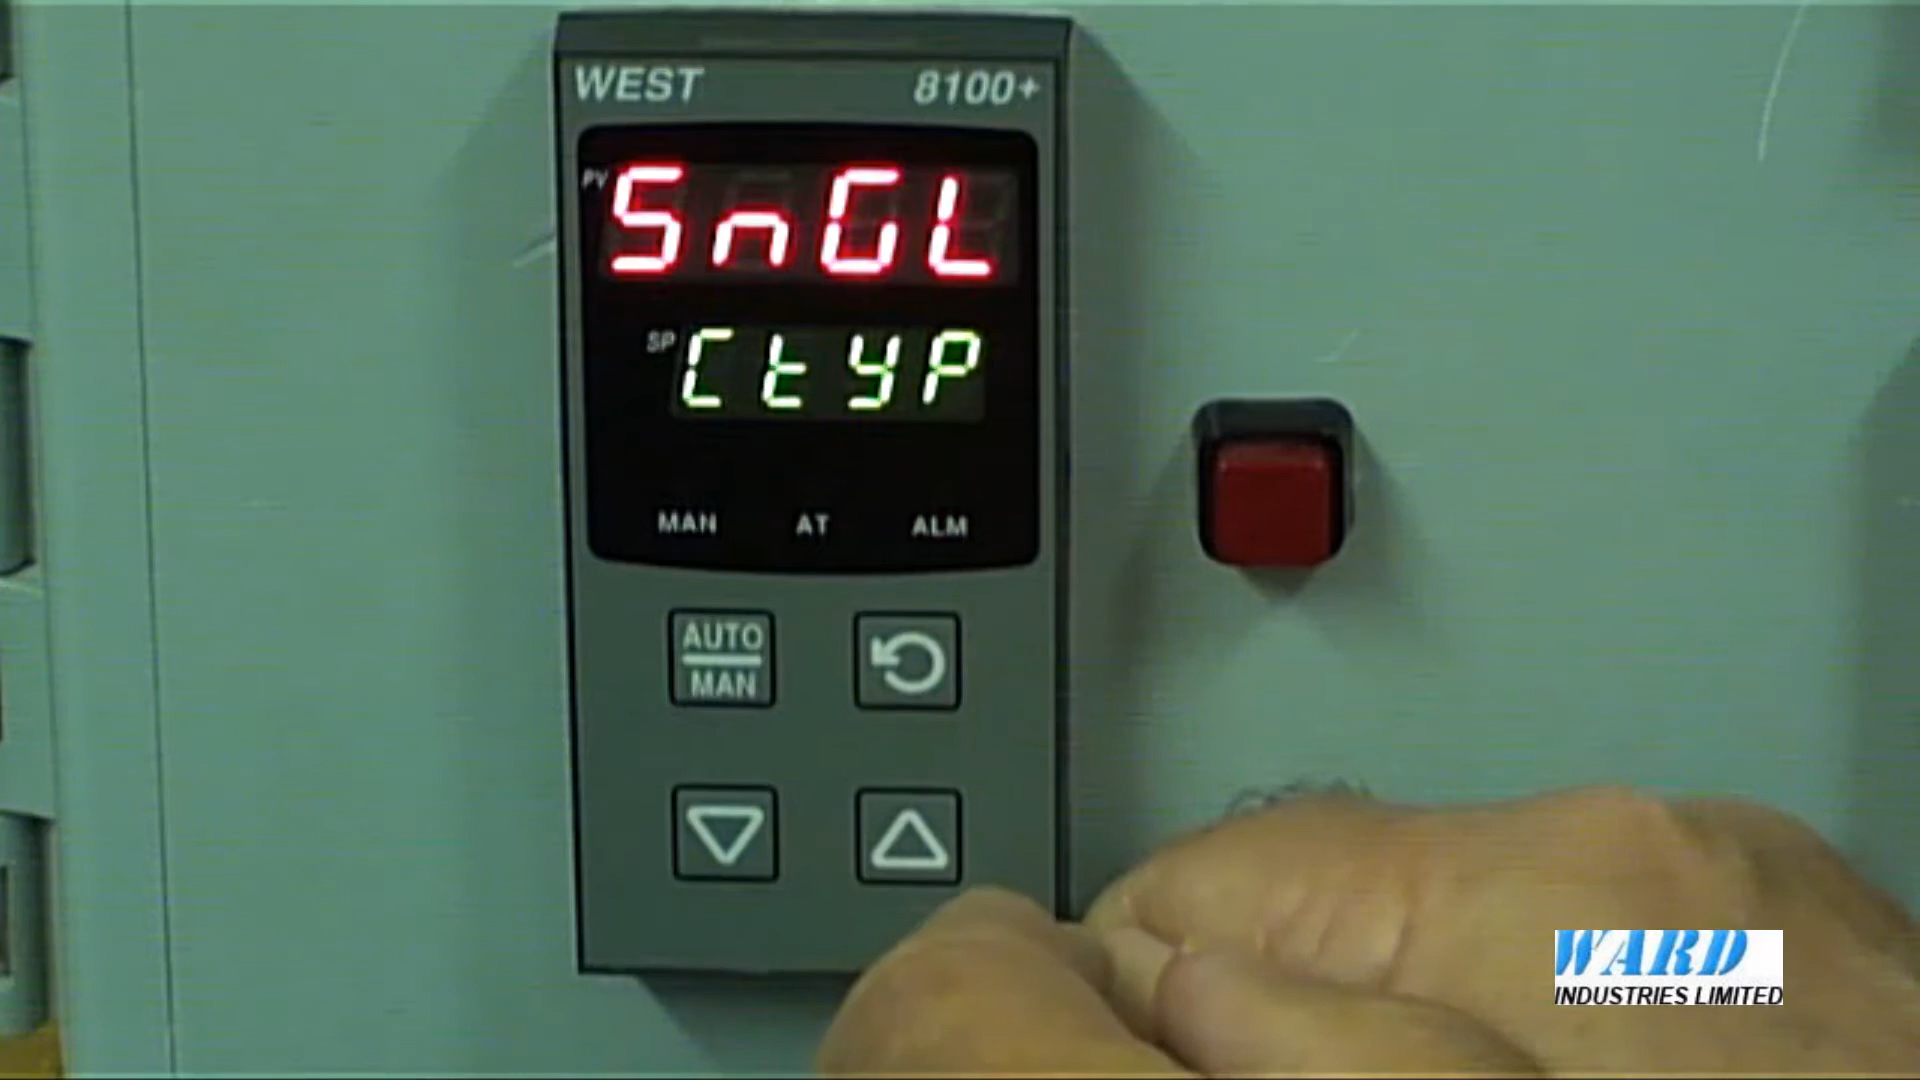 WEST 8100+
PV SnGL
SP CtyP
MAN AT ALM
AUTO
MAN
WARD
INDUSTRIES LIMITED